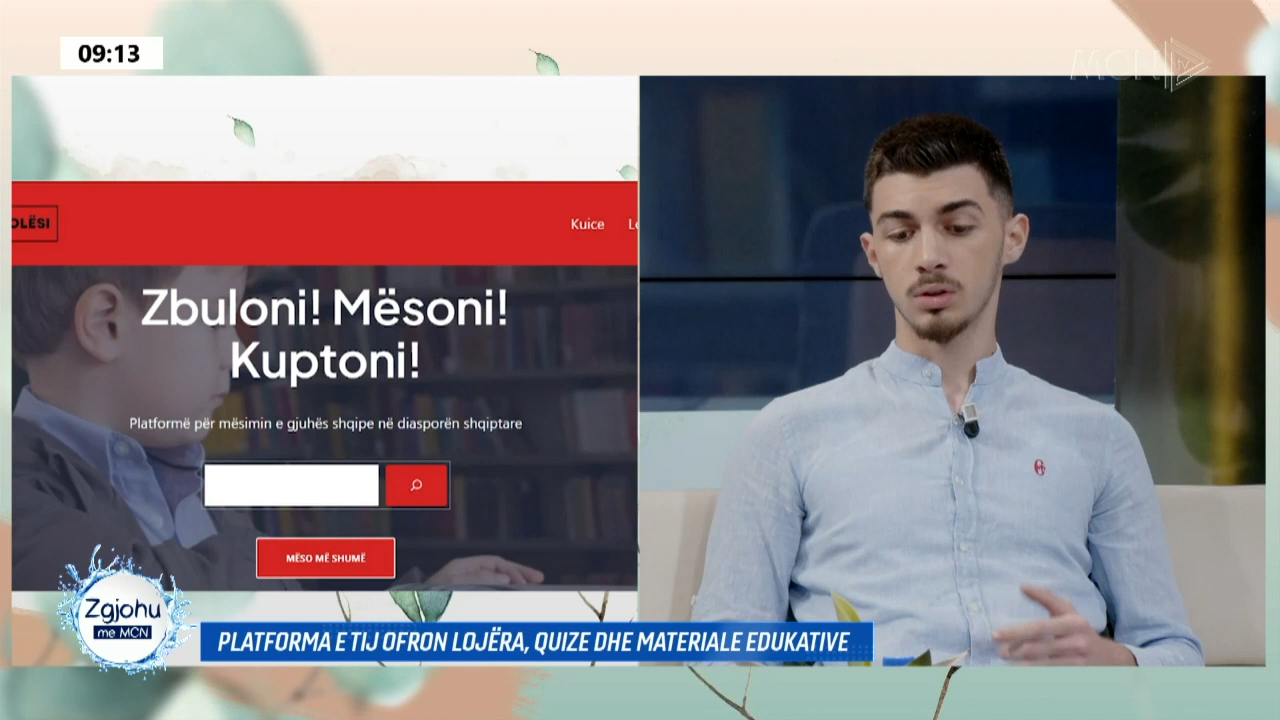 09:13
MCN TV
OLËSI
Kuice
Zbuloni! Mësoni!
Kuptoni!
Platformë për mësimin e gjuhës shqipe në diasporën shqiptare
MËSO MË SHUMË
Zgjohu
me MCN
PLATFORMA E TIJ OFRON LOJËRA, QUIZE DHE MATERIALE EDUKATIVE